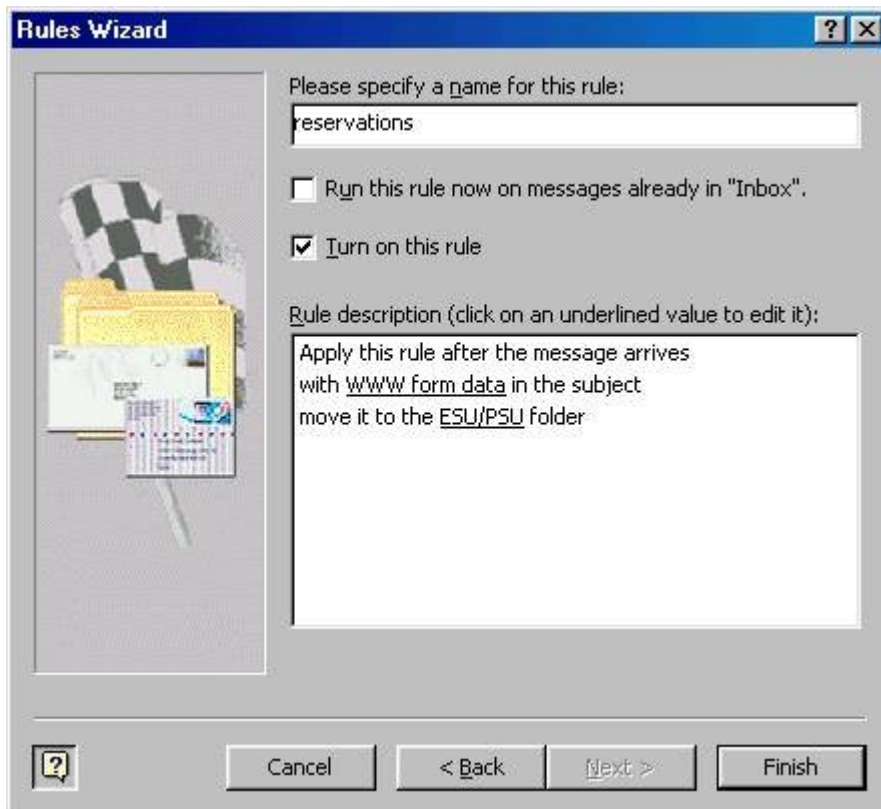 Rules Wizard
Please specify a name for this rule:
reservations
Run this rule now on messages already in "Inbox".
Turn on this rule
Rule description (click on an underlined value to edit it):
Apply this rule after the message arrives
with WWW form data in the subject
move it to the ESU/PSU folder
Cancel
< Back
Next >
Finish